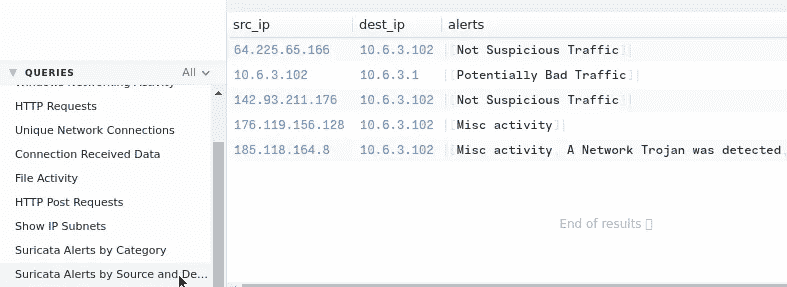 src_ip dest_ip alerts
64.225.65.166 10.6.3.102 [[Not Suspicious Traffic]]
10.6.3.102 10.6.3.1 [[Potentially Bad Traffic]]
142.93.211.176 10.6.3.102 [[Not Suspicious Traffic]]
176.119.156.128 10.6.3.102 [[Misc activity]]
185.118.164.8 10.6.3.102 [[Misc activity, A Network Trojan was detected
End of results
QUERIES All
Windows Networking Activity
HTTP Requests
Unique Network Connections
Connection Received Data
File Activity
HTTP Post Requests
Show IP Subnets
Suricata Alerts by Category
Suricata Alerts by Source and De...